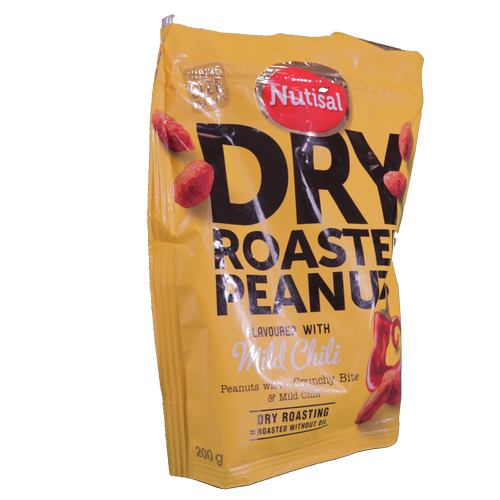 Nutisal
DRY
ROASTE
PEANU
FLAVOURED WITH
Mild Chili
Peanuts with a Crunchy Bite
& Mild Chili
DRY ROASTING
= ROASTED WITHOUT OIL
200 g